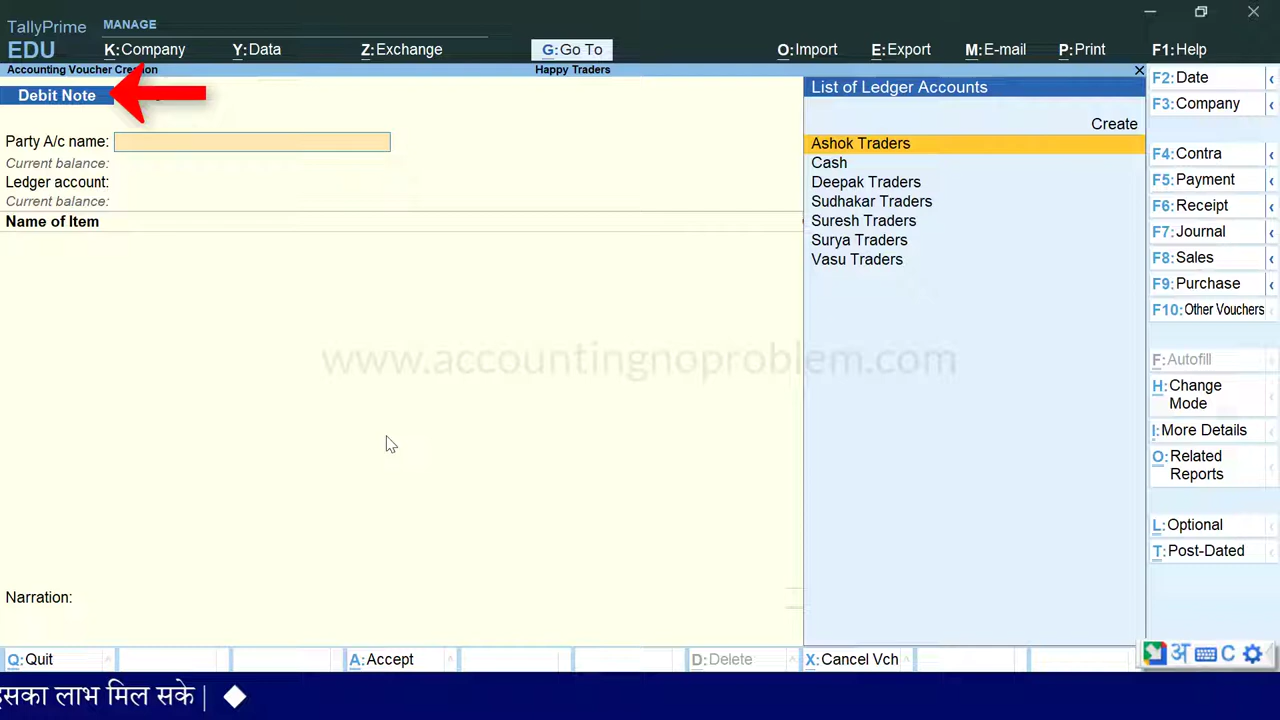 TallyPrime
EDU
MANAGE
K:Company
Y:Data
Z:Exchange
G:Go To
O:Import
E:Export
M:E-mail
P:Print
F1:Help
Accounting Voucher Creation
Happy Traders
Debit Note
Party A/c name:
Current balance:
Ledger account:
Current balance:
Name of Item
www.accountingnoproblem.com
Narration:
List of Ledger Accounts
Create
Ashok Traders
Cash
Deepak Traders
Sudhakar Traders
Suresh Traders
Surya Traders
Vasu Traders
F2:Date
F3:Company
F4:Contra
F5:Payment
F6:Receipt
F7:Journal
F8:Sales
F9:Purchase
F10:Other Vouchers
F:Autofill
H:Change
Mode
I:More Details
O:Related
Reports
L:Optional
T:Post-Dated
Q:Quit
A:Accept
D:Delete
X:Cancel Vch
अ
C
इसका लाभ मिल सके |